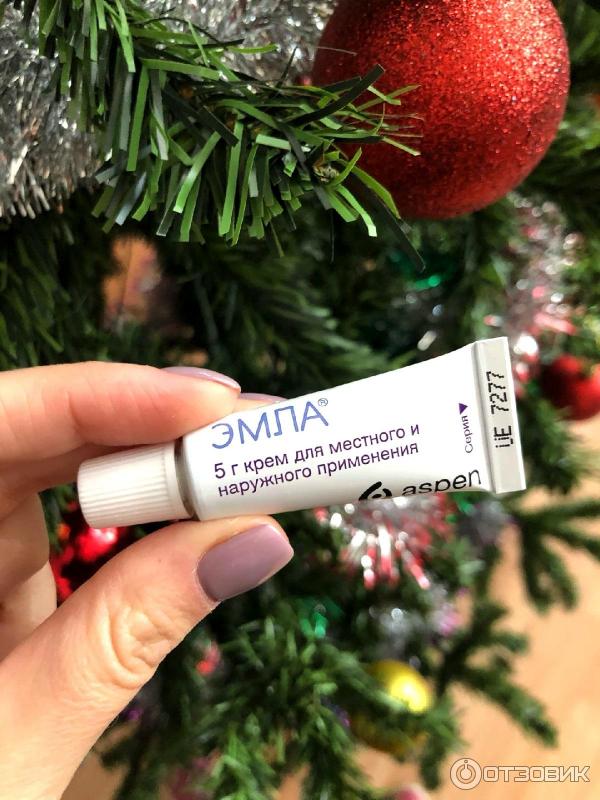 ЭМЛА®
5 г крем для местного и
наружного применения
aspen
Серия
UE 7277
ОТЗОВИК